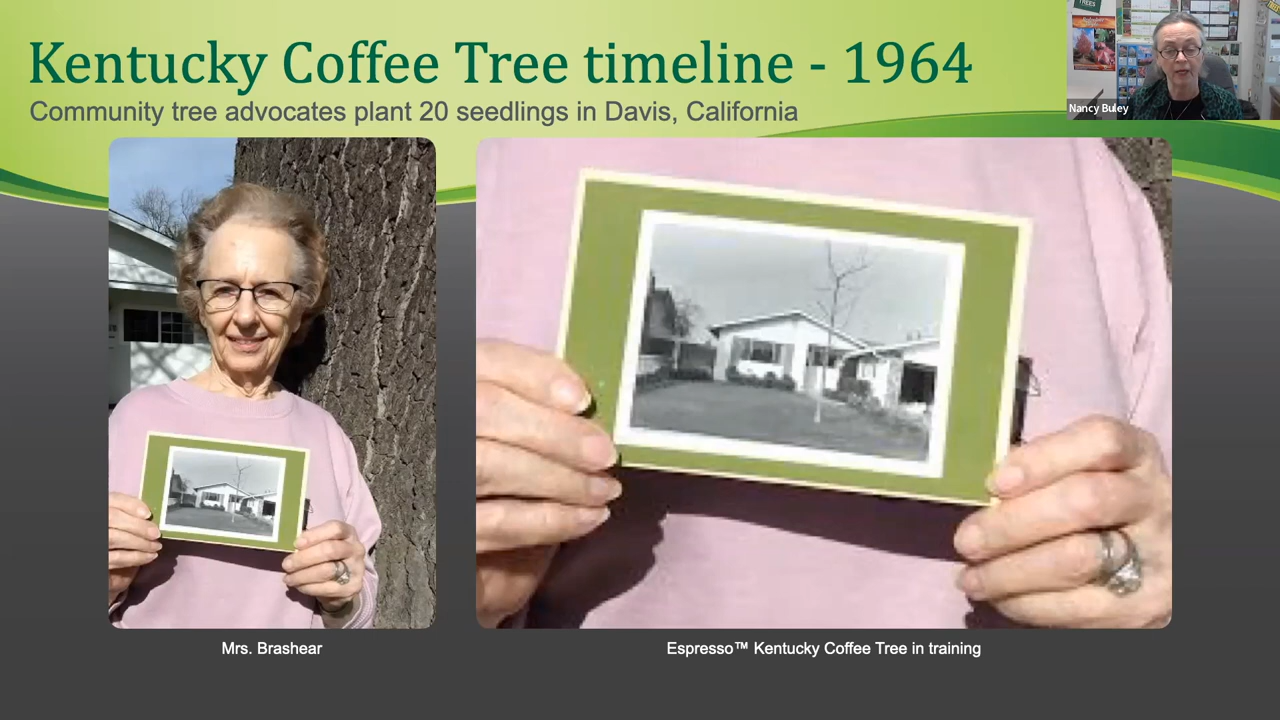 Kentucky Coffee Tree timeline - 1964
Community tree advocates plant 20 seedlings in Davis, California
TREES
Nancy Buley
Mrs. Brashear
Espresso™ Kentucky Coffee Tree in training